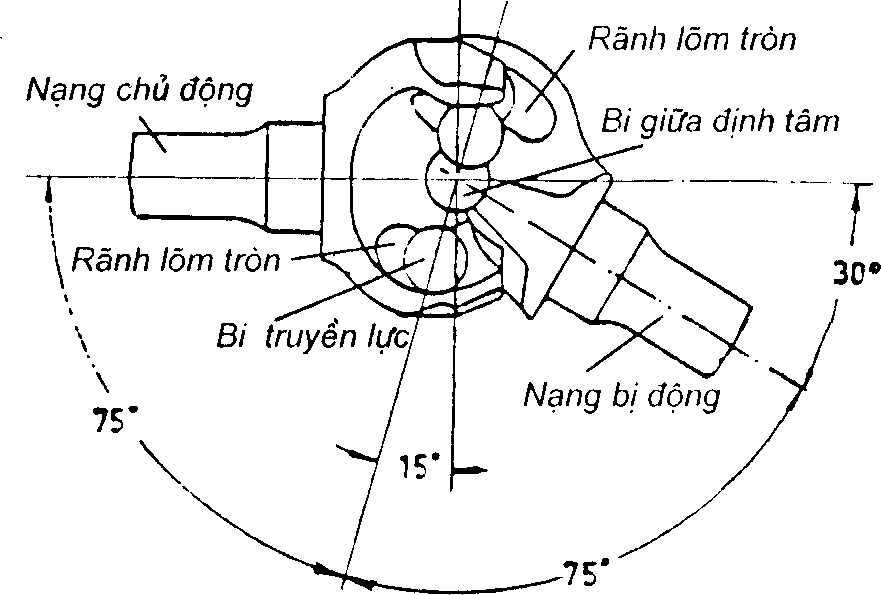 Rãnh lõm tròn
Nạng chủ động
Bi giữa định tâm
Rãnh lõm tròn
30°
Bi truyền lực
Nạng bị động
75°
15°
75°